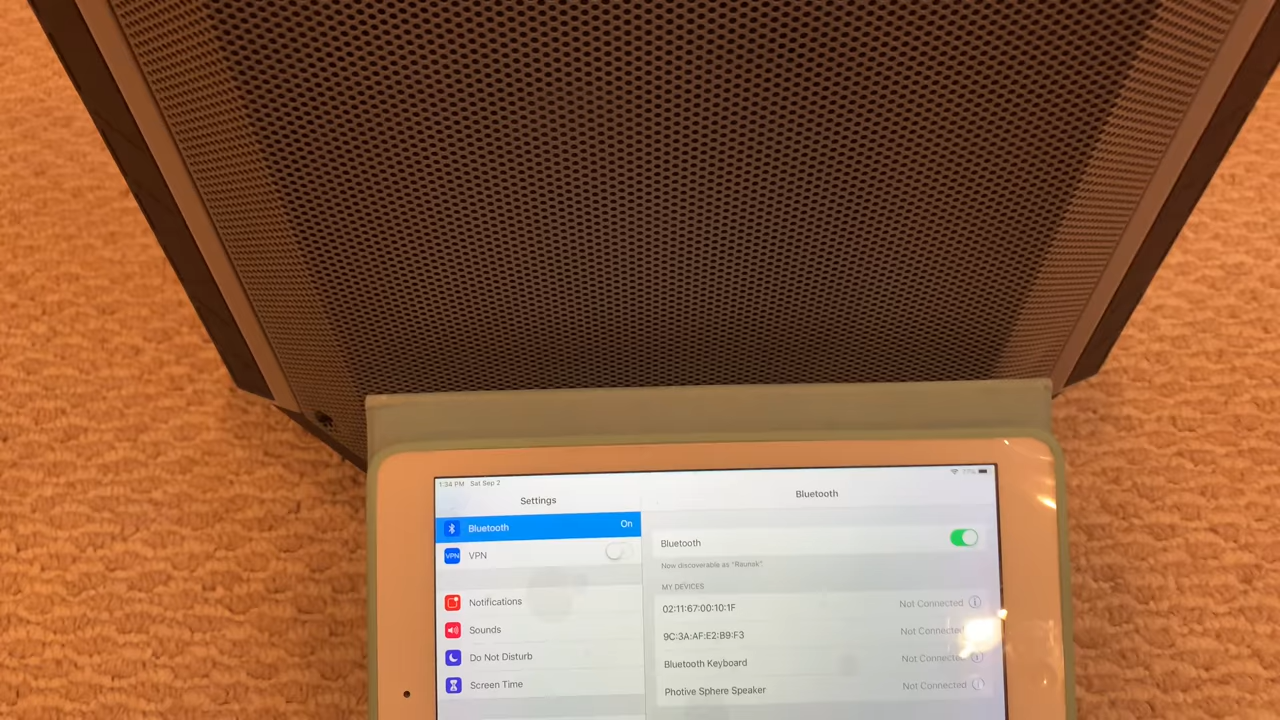 1:34 PM Sat Sep 2
77%
Settings
Bluetooth
Bluetooth On
VPN VPN
Notifications
Sounds
Do Not Disturb
Screen Time
Bluetooth
Now discoverable as “Raunak”.
MY DEVICES
02:11:67:00:10:1F Not Connected
9C:3A:AF:E2:B9:F3 Not Connected
Bluetooth Keyboard Not Connected
Photive Sphere Speaker Not Connected